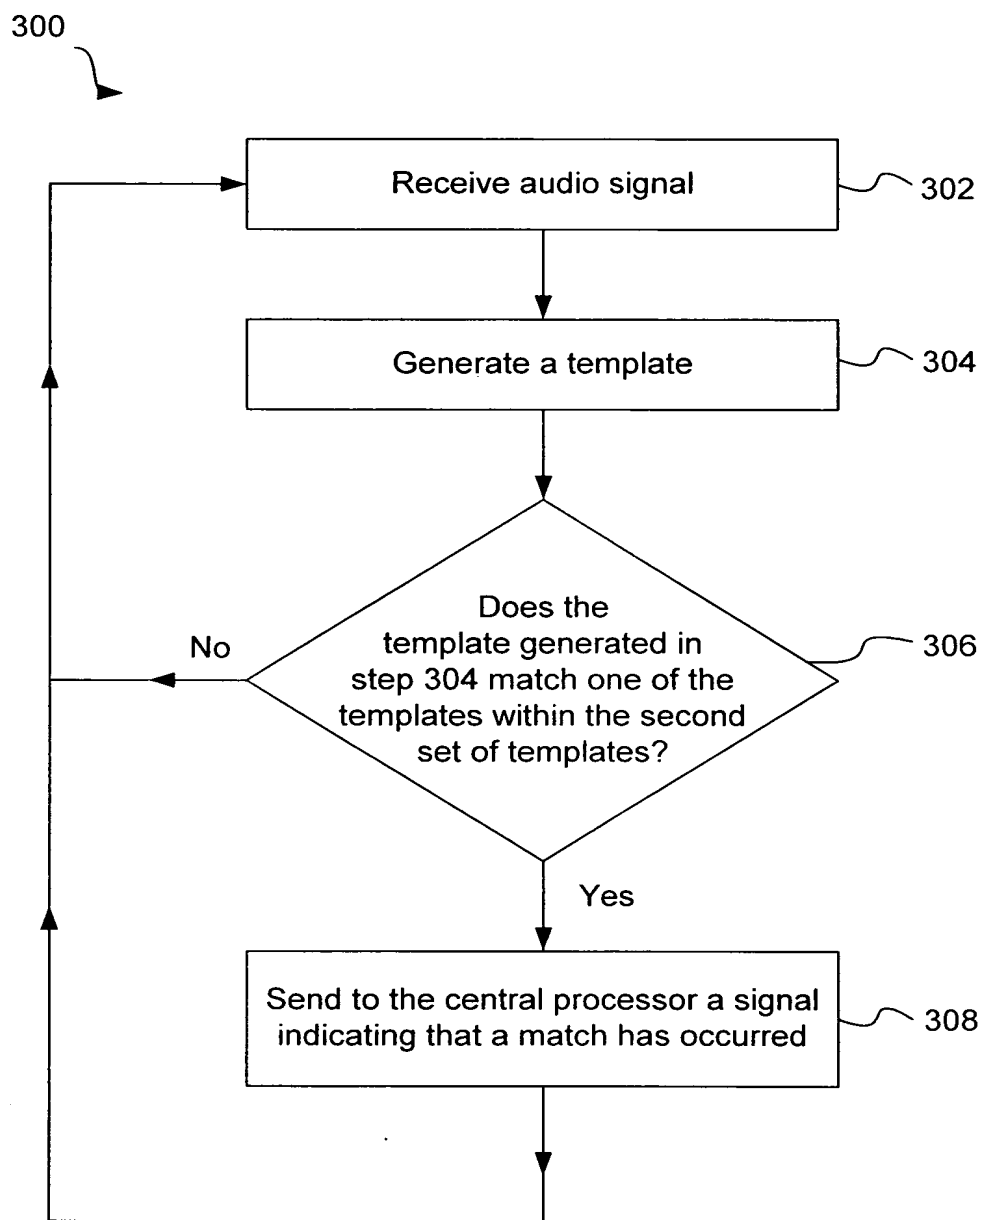 300
Receive audio signal
302
Generate a template
304
Does the
template generated in
step 304 match one of the
templates within the second
set of templates?
No
306
Yes
Send to the central processor a signal
indicating that a match has occurred
308